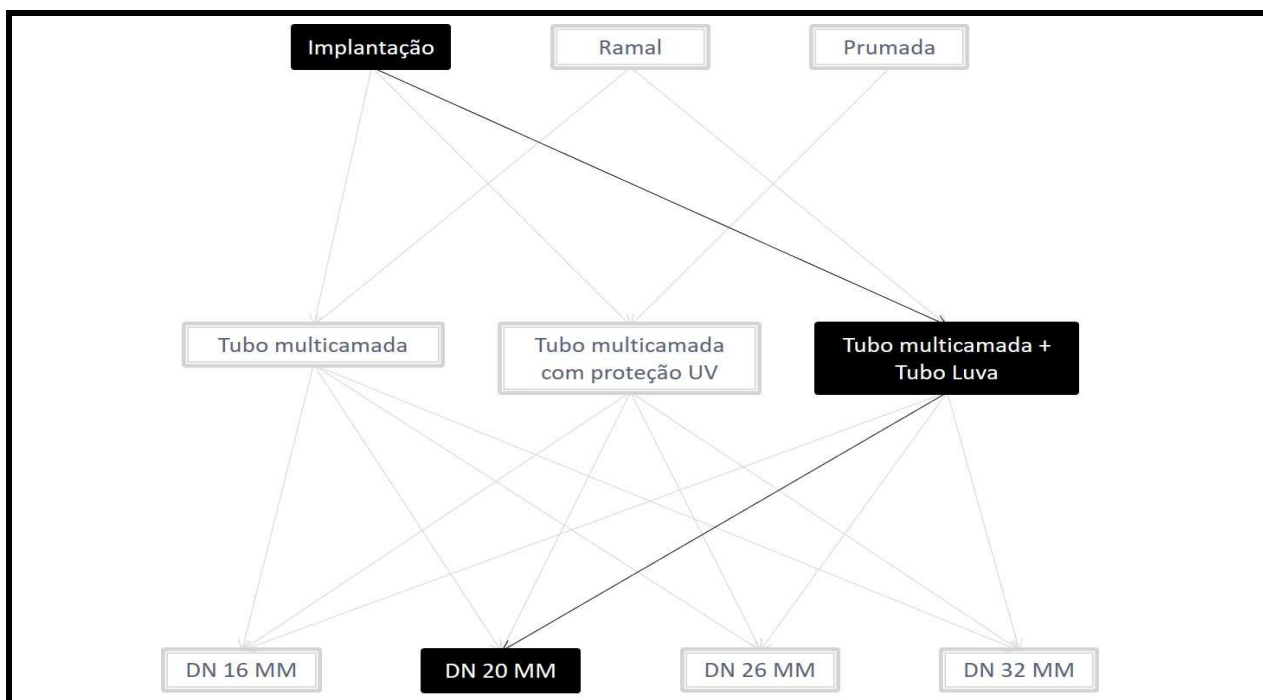 Implantação
Ramal
Prumada
Tubo multicamada
Tubo multicamada
com proteção UV
Tubo multicamada +
Tubo Luva
DN 16 MM
DN 20 MM
DN 26 MM
DN 32 MM